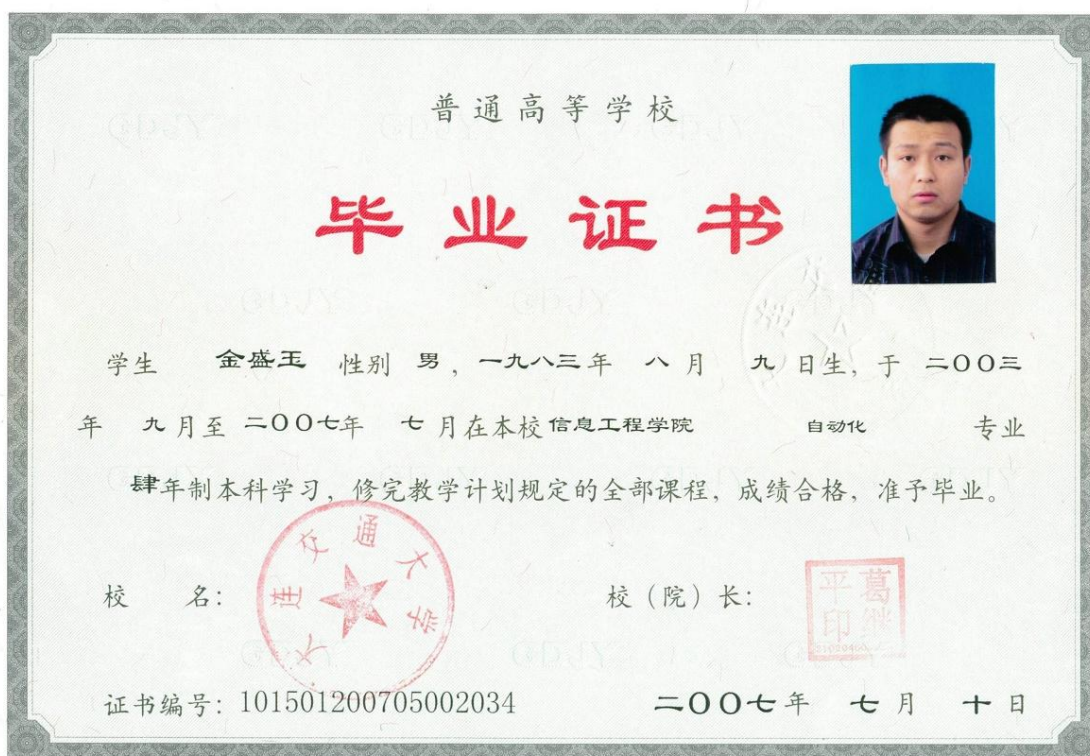 普通高等学校
毕业证书
学生 金盛玉 性别 男，一九八三年 八月 九日生，于 二〇〇三
年 九月至 二〇〇七年 七月在本校 信息工程学院 自动化 专业
肆年制本科学习，修完教学计划规定的全部课程，成绩合格，准予毕业。
校 名： 大连交通大学
校（院）长： 葛继平印
证书编号：101501200705002034
二〇〇七年 七月 十日